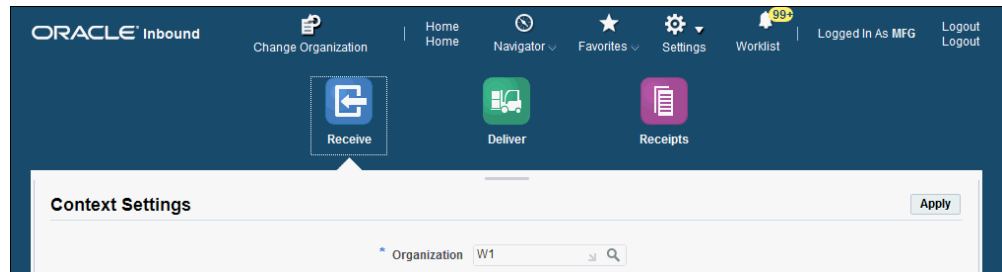 ORACLE Inbound
Change Organization
Home
Home
Navigator
Favorites
Settings
99+
Worklist
Logged In As MFG
Logout
Logout
Receive
Deliver
Receipts
Context Settings
Apply
* Organization W1